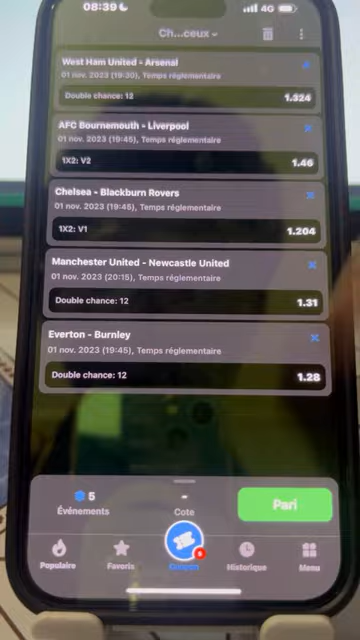 08:39
4G
Ch...ceux
West Ham United - Arsenal
01 nov. 2023 (19:30), Temps réglementaire
Double chance: 12 1.324
AFC Bournemouth - Liverpool
01 nov. 2023 (19:45), Temps réglementaire
1X2: V2 1.46
Chelsea - Blackburn Rovers
01 nov. 2023 (19:45), Temps réglementaire
1X2: V1 1.204
Manchester United - Newcastle United
01 nov. 2023 (20:15), Temps réglementaire
Double chance: 12 1.31
Everton - Burnley
01 nov. 2023 (19:45), Temps réglementaire
Double chance: 12 1.28
5 -
Événements Cote
Pari
5
Populaire Favoris Coupon Historique Menu